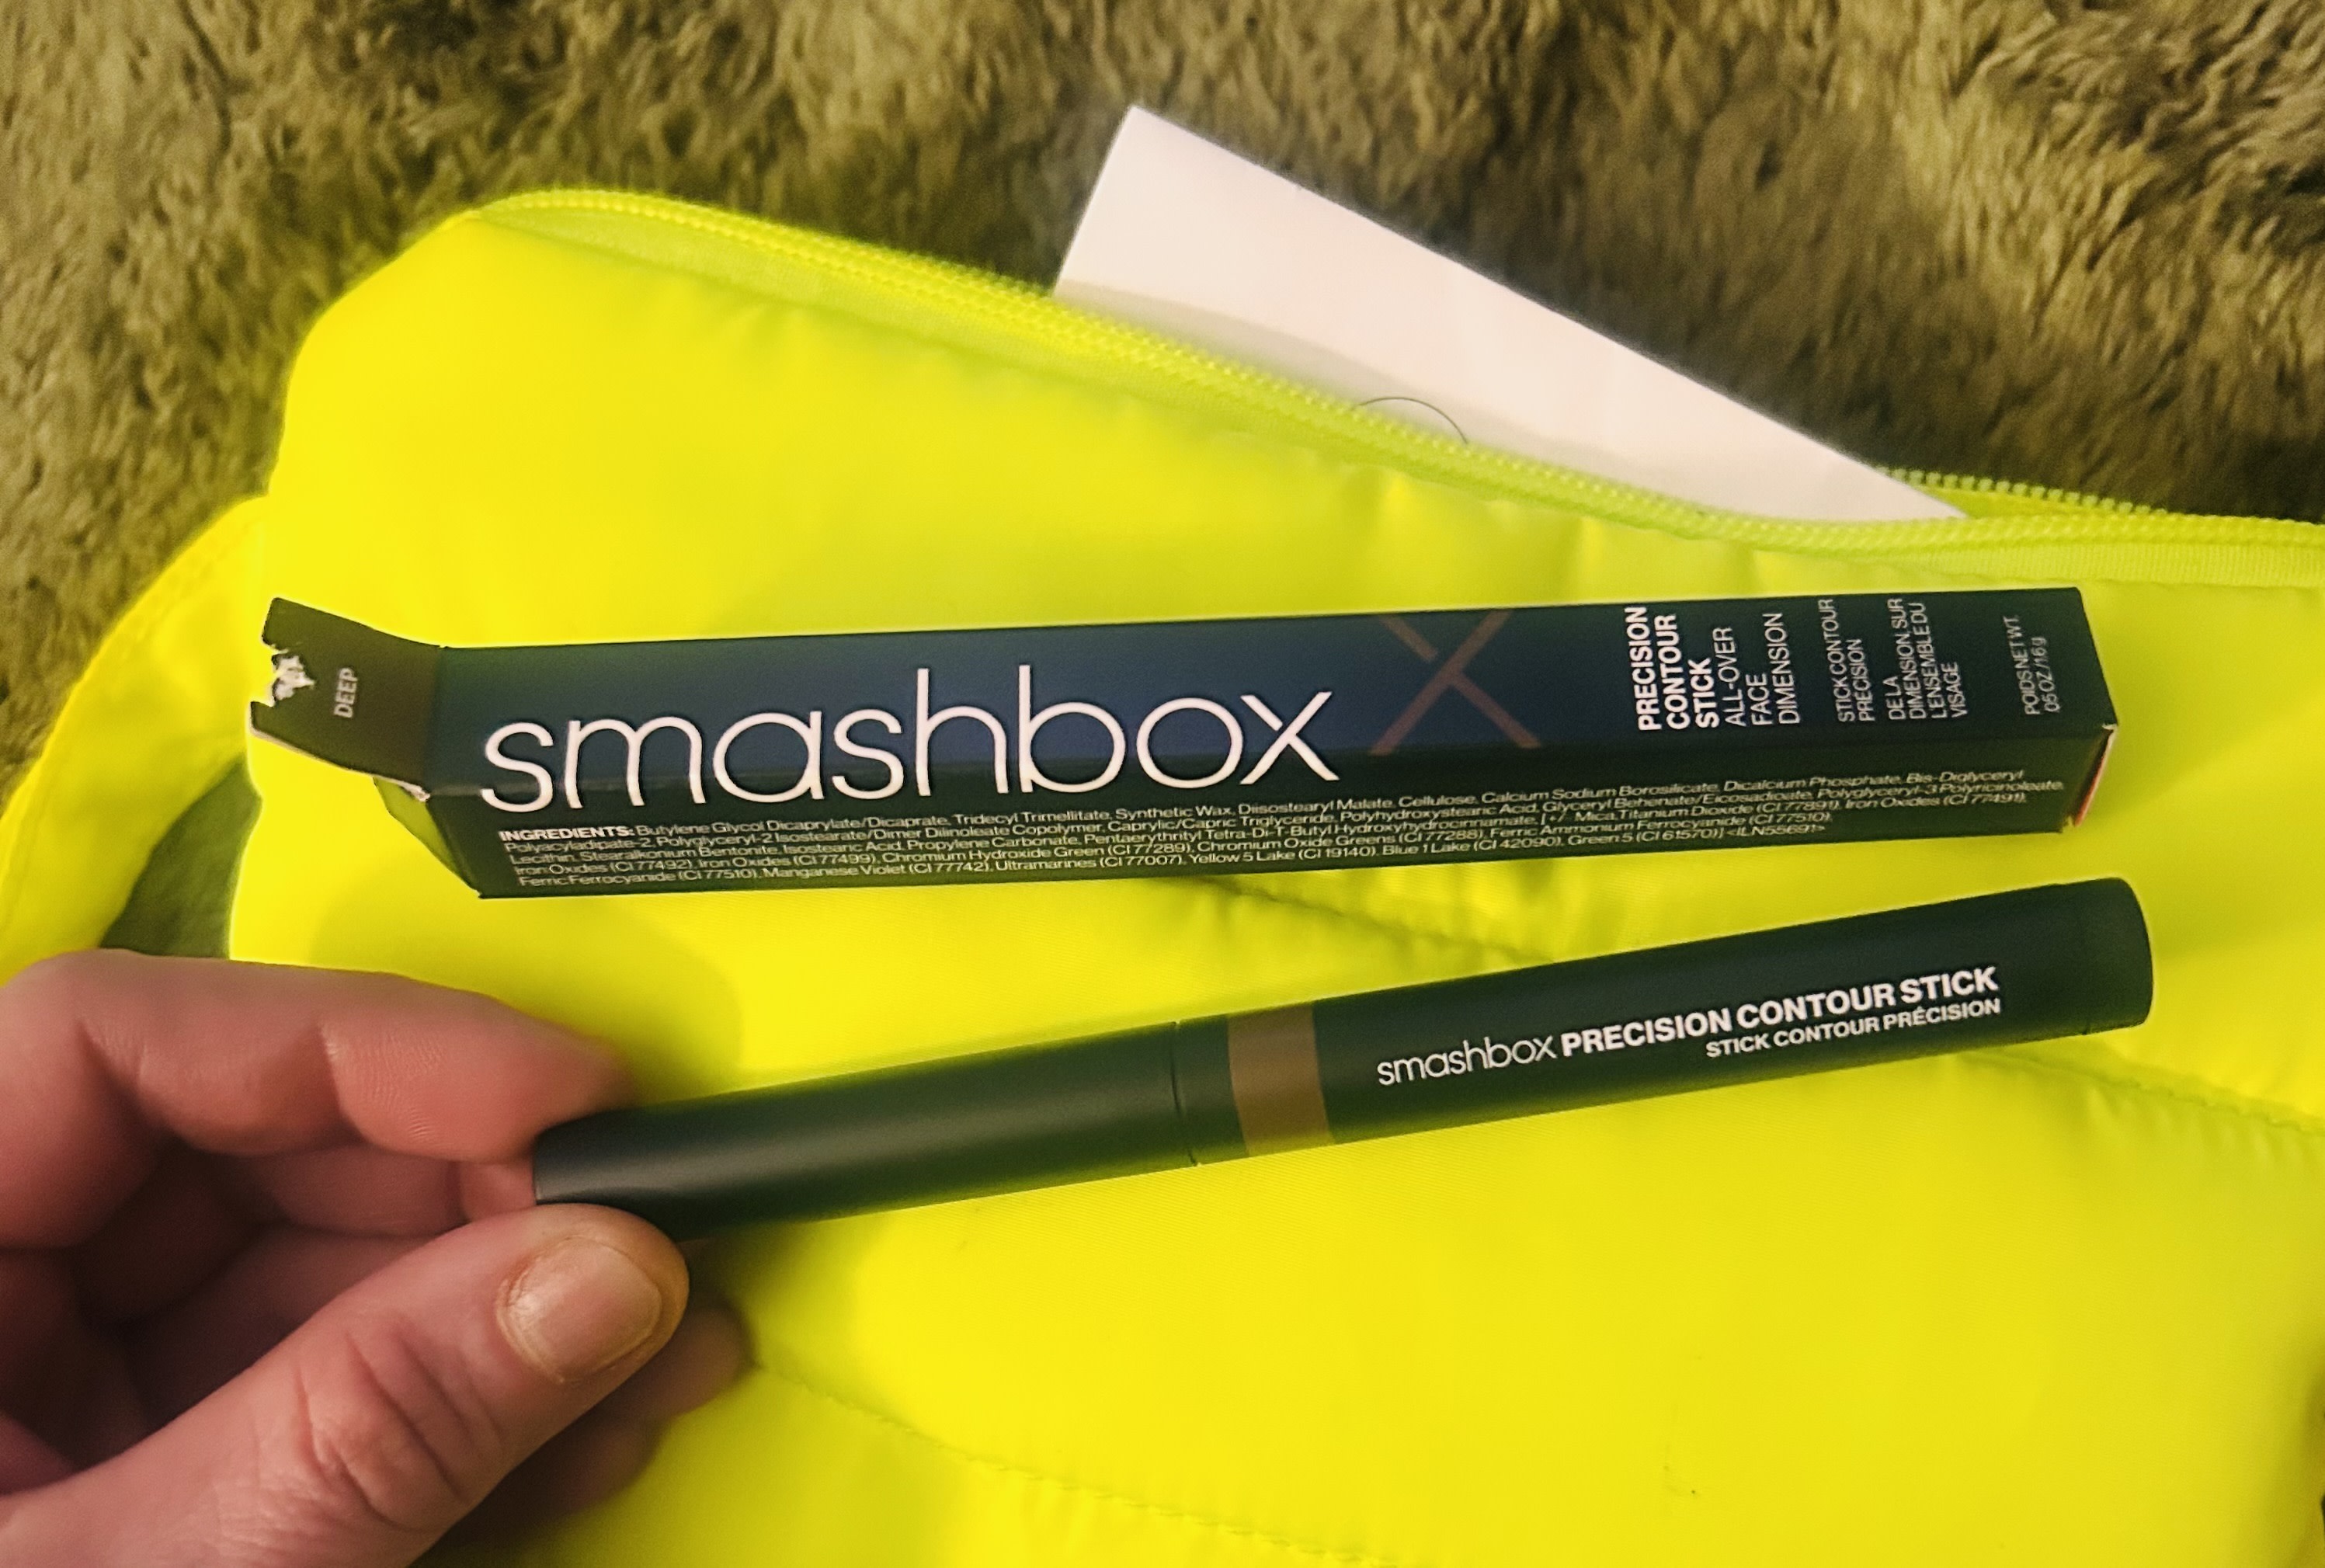 DEEP
smashbox
PRECISION
CONTOUR
STICK
ALL-OVER
FACE
DIMENSION
STICK CONTOUR
PRÉCISION
DE LA
DIMENSION SUR
L'ENSEMBLE DU
VISAGE
POIDS NET WT.
.05 OZ/1.6 g
INGREDIENTS: Butylene Glycol Dicaprylate/Dicaprate, Tridecyl Trimellitate, Synthetic Wax, Diisostearyl Malate, Cellulose, Calcium Sodium Borosilicate, Dicalcium Phosphate, Bis-Diglyceryl
Polyacyladipate-2, Polyglyceryl-2 Isostearate/Dimer Dilinoleate Copolymer, Caprylic/Capric Triglyceride, Polyhydroxystearic Acid, Glyceryl Behenate/Eicosadioate, Polyglyceryl-3 Polyricinoleate,
Lecithin, Stearalkonium Bentonite, Isostearic Acid, Propylene Carbonate, Pentaerythrityl Tetra-Di-T-Butyl Hydroxyhydrocinnamate, [+/- Mica, Titanium Dioxide (CI 77891), Iron Oxides (CI 77491),
Iron Oxides (CI 77492), Iron Oxides (CI 77499), Chromium Hydroxide Green (CI 77289), Chromium Oxide Greens (CI 77288), Ferric Ammonium Ferrocyanide (CI 77510),
Ferric Ferrocyanide (CI 77510), Manganese Violet (CI 77742), Ultramarines (CI 77007), Yellow 5 Lake (CI 19140), Blue 1 Lake (CI 42090), Green 5 (CI 61570)] <ILN55691>
smashbox PRECISION CONTOUR STICK
STICK CONTOUR PRÉCISION